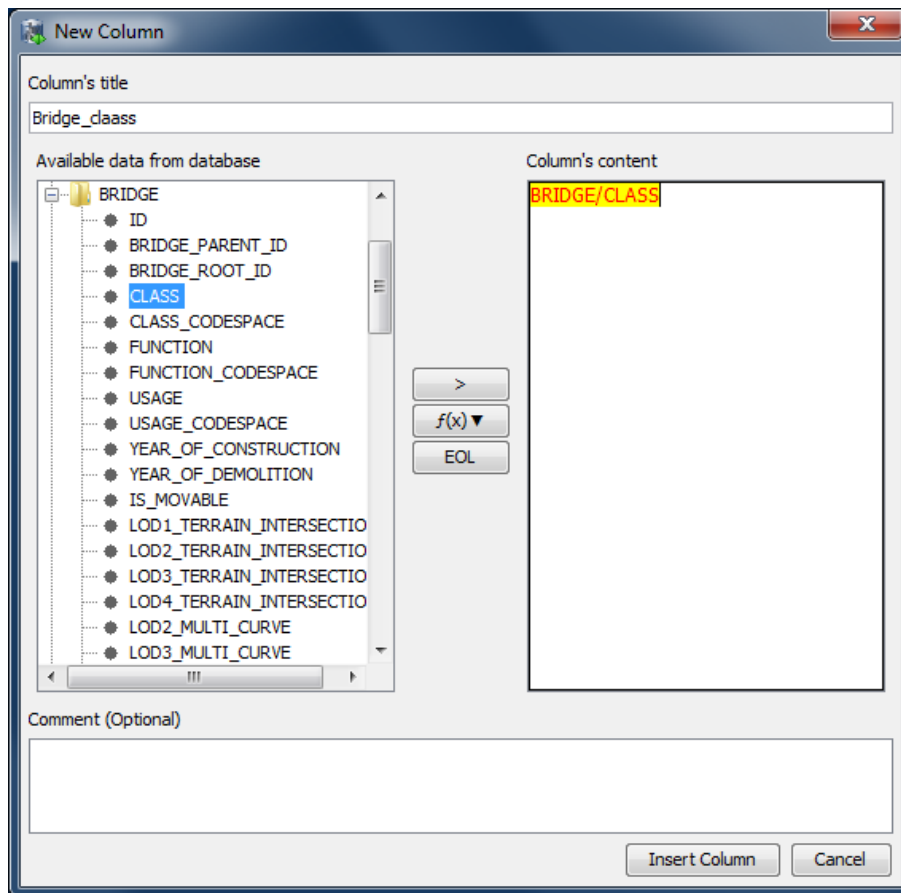 New Column
Column's title
Bridge_claass
Available data from database
BRIDGE
ID
BRIDGE_PARENT_ID
BRIDGE_ROOT_ID
CLASS
CLASS_CODESPACE
FUNCTION
FUNCTION_CODESPACE
USAGE
USAGE_CODESPACE
YEAR_OF_CONSTRUCTION
YEAR_OF_DEMOLITION
IS_MOVABLE
LOD1_TERRAIN_INTERSECTIO
LOD2_TERRAIN_INTERSECTIO
LOD3_TERRAIN_INTERSECTIO
LOD4_TERRAIN_INTERSECTIO
LOD2_MULTI_CURVE
LOD3_MULTI_CURVE
>
f(x) ▼
EOL
Column's content
BRIDGE/CLASS
Comment (Optional)
Insert Column
Cancel